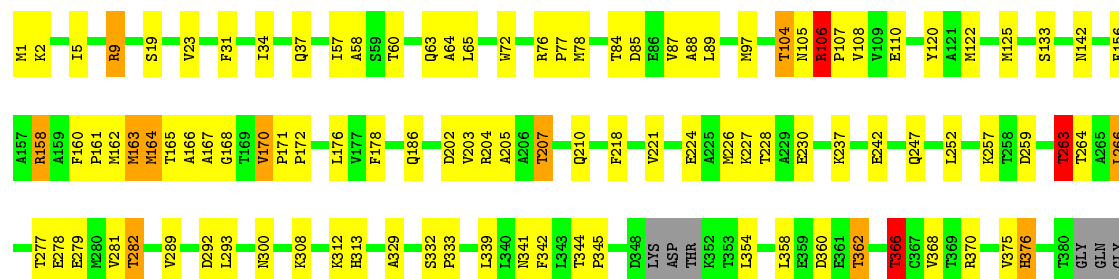 M1 K2 I5 R9 S19 V23 F31 I34 Q37 I57 A58 S59 T60 Q63 A64 L65 W72 R76 P77 M78 T84 D85 E86 V87 A88 L89 M97 T104 N105 R106 P107 V108 V109 E110 Y120 A121 M122 M125 S133 N142 E156
A157 R158 A159 F160 P161 M162 M163 M164 T165 A166 A167 G168 T169 V170 P171 P172 L176 V177 F178 Q186 D202 V203 R204 A205 A206 T207 Q210 F218 V221 E224 A225 M226 K227 T228 A229 E230 K237 E242 Q247 L252 K257 T258 D259 T263 T264 A265
T277 E278 E279 M280 V281 T282 V289 D292 L293 N300 K308 K312 H313 A329 S332 P333 L339 L340 N341 F342 L343 T344 P345 D348 LYS ASP THR K352 T353 L354 L358 E359 D360 E361 T362 T366 C367 V368 T369 R370 V375 H376 T380 GLY GLN